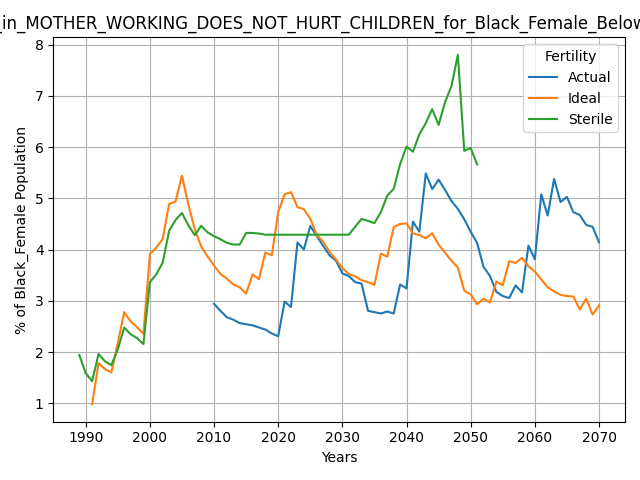 _in_MOTHER_WORKING_DOES_NOT_HURT_CHILDREN_for_Black_Female_Below
Fertility
Actual
Ideal
Sterile
% of Black_Female Population
8
7
6
5
4
3
2
1
1990 2000 2010 2020 2030 2040 2050 2060 2070
Years